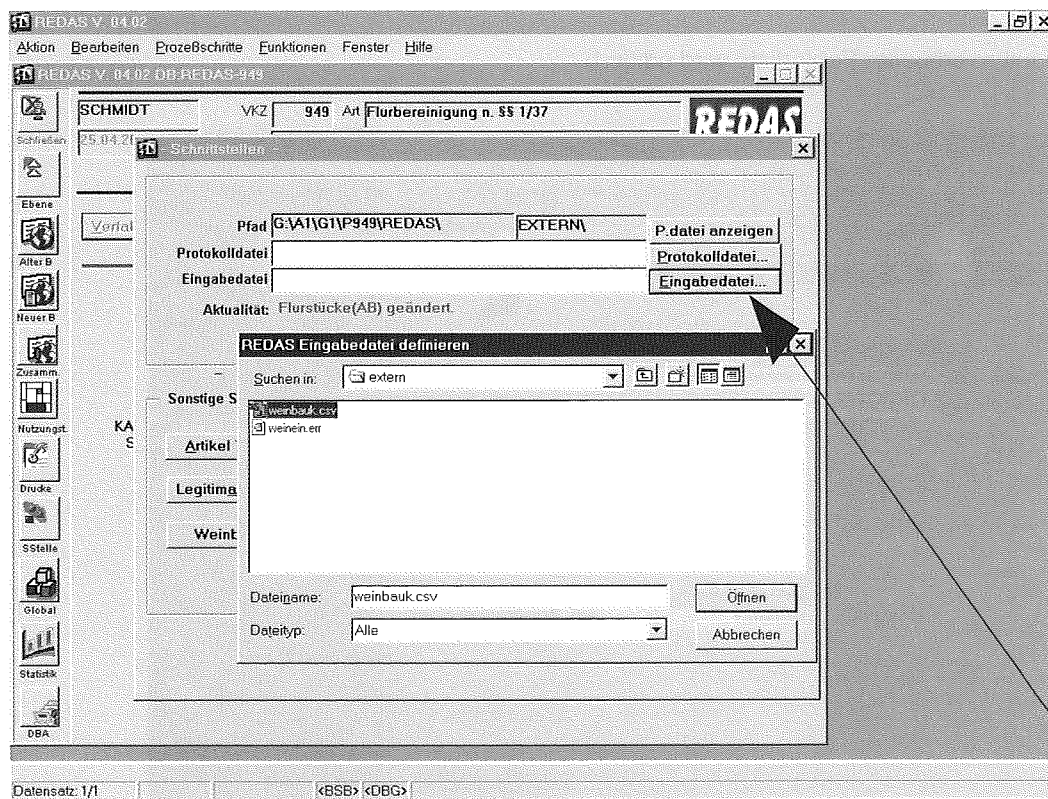 REDAS V. 04.02
Aktion Bearbeiten Prozeßschritte Funktionen Fenster Hilfe
REDAS V. 04.02 DB:REDAS-949
SCHMIDT VKZ 949 Art Flurbereinigung n. §§ 1/37
REDAS
Schließen
25.04.2
Schnittstellen
Ebene
Alter B
Neuer B
Zusamm.
Nutzungst.
Drucke
SStelle
Global
Statistik
DBA
Pfad G:\A1\G1\P949\REDAS\ EXTERN\ P.datei anzeigen
Protokolldatei Protokolldatei...
Eingabedatei Eingabedatei...
Aktualität: Flurstücke(AB) geändert.
REDAS Eingabedatei definieren
Suchen in: extern
Sonstige S
weinbauk.csv
weinein.err
KA
S
Artikel
Legitima
Weinb
Dateiname: weinbauk.csv Öffnen
Dateityp: Alle Abbrechen
Datensatz: 1/1 <BSB> <DBG>